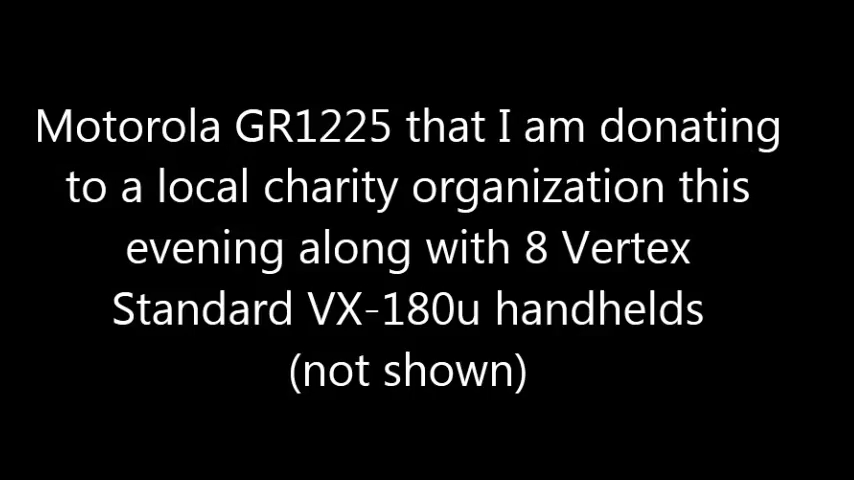 Motorola GR1225 that I am donating
to a local charity organization this
evening along with 8 Vertex
Standard VX-180u handhelds
(not shown)